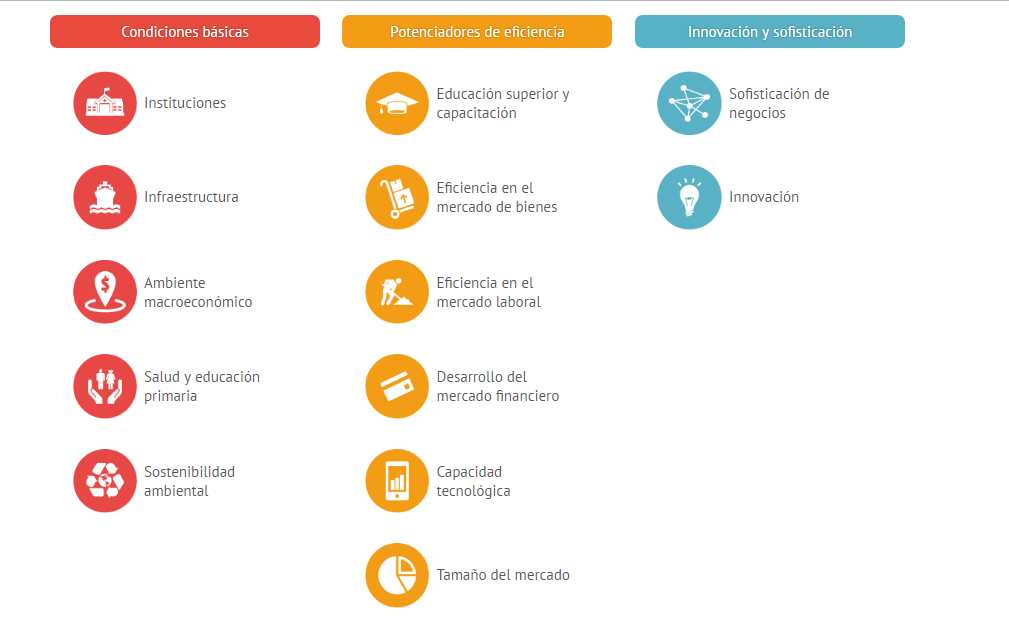 Condiciones básicas
Instituciones
Infraestructura
Ambiente
macroeconómico
Salud y educación
primaria
Sostenibilidad
ambiental
Potenciadores de eficiencia
Educación superior y
capacitación
Eficiencia en el
mercado de bienes
Eficiencia en el
mercado laboral
Desarrollo del
mercado financiero
Capacidad
tecnológica
Tamaño del mercado
Innovación y sofisticación
Sofisticación de
negocios
Innovación